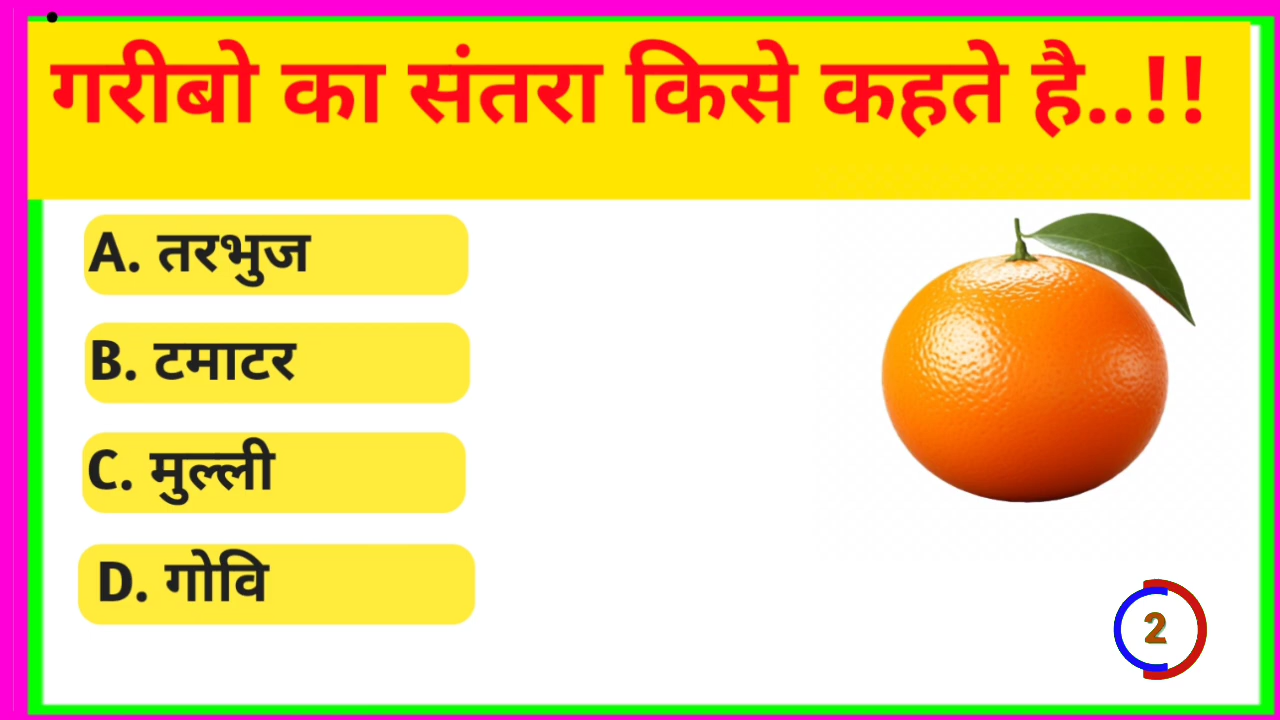 गरीबो का संतरा किसे कहते है..!!
A. तरभुज
B. टमाटर
C. मुल्ली
D. गोवि
2